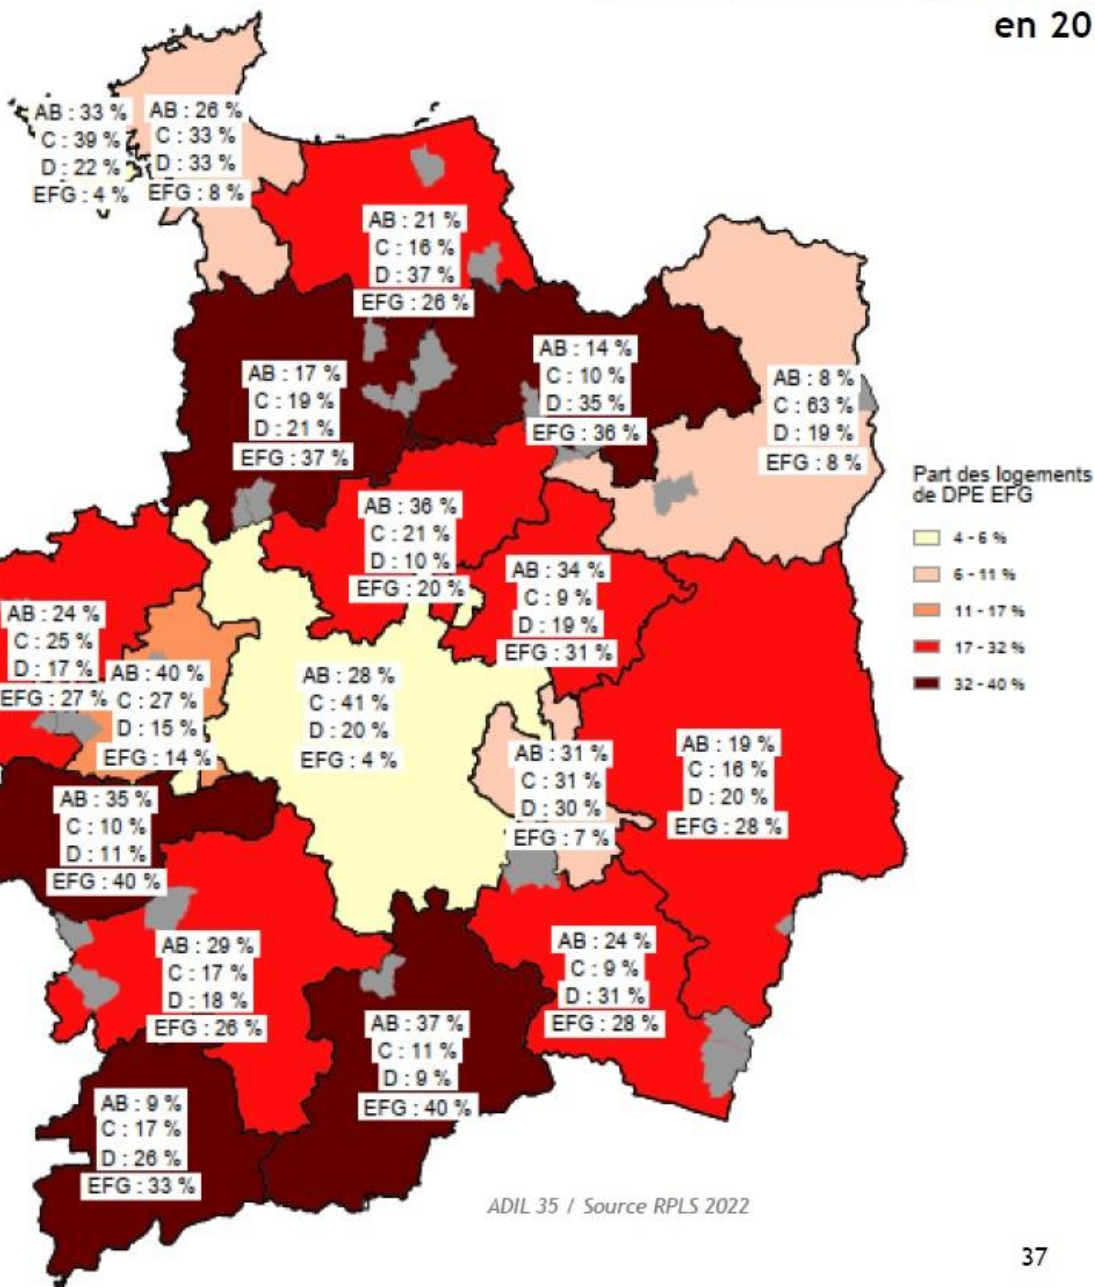 en 20
AB : 33 %
C : 39 %
D : 22 %
EFG : 4 %
AB : 26 %
C : 33 %
D : 33 %
EFG : 8 %
AB : 21 %
C : 16 %
D : 37 %
EFG : 26 %
AB : 17 %
C : 19 %
D : 21 %
EFG : 37 %
AB : 14 %
C : 10 %
D : 35 %
EFG : 36 %
AB : 8 %
C : 63 %
D : 19 %
EFG : 8 %
Part des logements
de DPE EFG
4 - 6 %
6 - 11 %
11 - 17 %
17 - 32 %
32 - 40 %
AB : 36 %
C : 21 %
D : 10 %
EFG : 20 %
AB : 34 %
C : 9 %
D : 19 %
EFG : 31 %
AB : 24 %
C : 25 %
D : 17 %
EFG : 27 %
AB : 40 %
C : 27 %
D : 15 %
EFG : 14 %
AB : 28 %
C : 41 %
D : 20 %
EFG : 4 %
AB : 31 %
C : 31 %
D : 30 %
EFG : 7 %
AB : 19 %
C : 16 %
D : 20 %
EFG : 28 %
AB : 35 %
C : 10 %
D : 11 %
EFG : 40 %
AB : 29 %
C : 17 %
D : 18 %
EFG : 26 %
AB : 24 %
C : 9 %
D : 31 %
EFG : 28 %
AB : 37 %
C : 11 %
D : 9 %
EFG : 40 %
AB : 9 %
C : 17 %
D : 26 %
EFG : 33 %
ADIL 35 / Source RPLS 2022
37